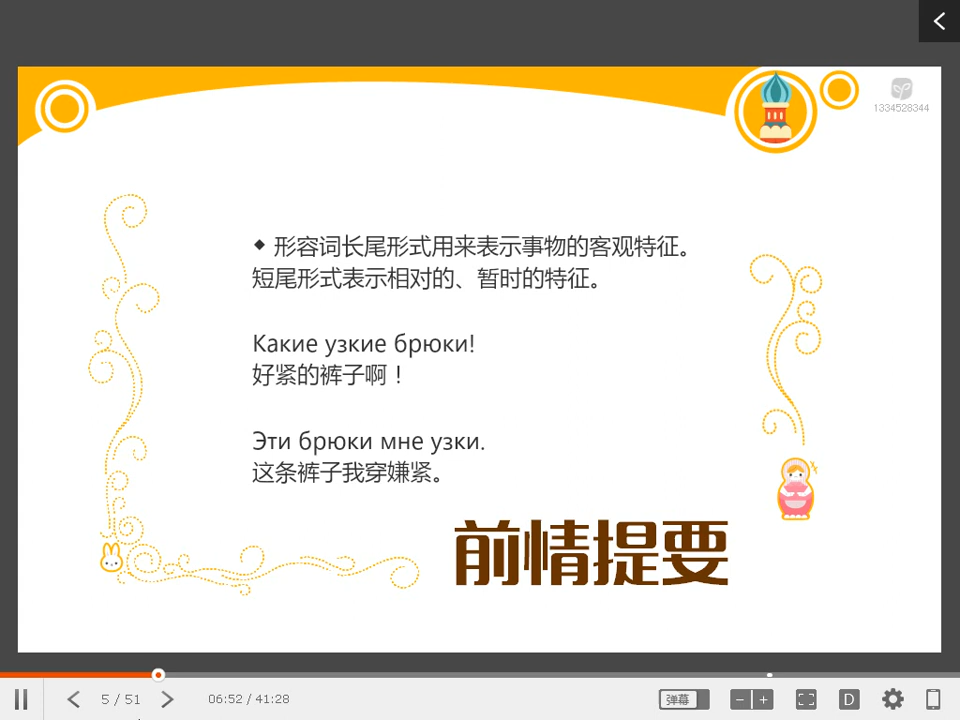 1334528344
◆ 形容词长尾形式用来表示事物的客观特征。
短尾形式表示相对的、暂时的特征。
Какие узкие брюки!
好紧的裤子啊！
Эти брюки мне узки.
这条裤子我穿嫌紧。
前情提要
5 / 51
06:52 / 41:28
弹幕
D